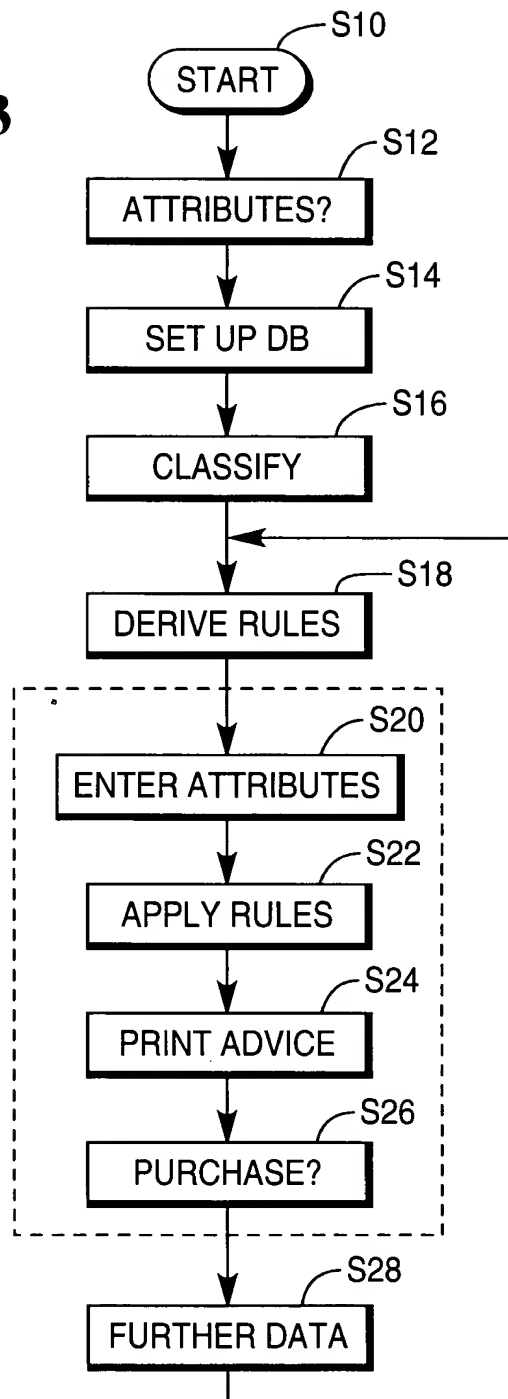 S10
START
S12
ATTRIBUTES?
S14
SET UP DB
S16
CLASSIFY
S18
DERIVE RULES
S20
ENTER ATTRIBUTES
S22
APPLY RULES
S24
PRINT ADVICE
S26
PURCHASE?
S28
FURTHER DATA